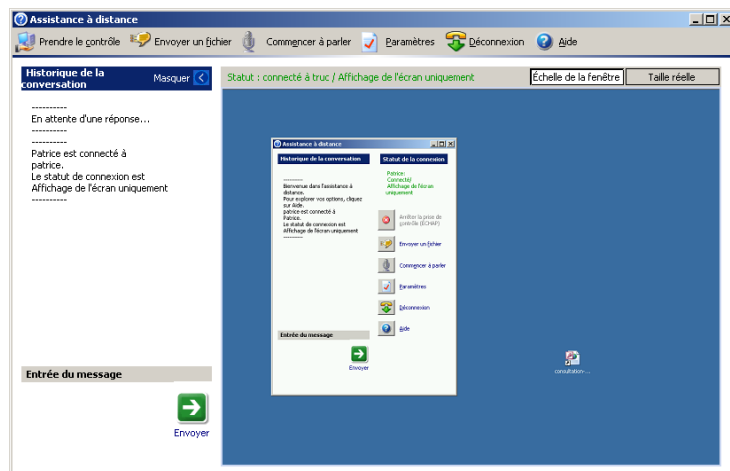 Assistance à distance
Prendre le contrôle
Envoyer un fichier
Commencer à parler
Paramètres
Déconnexion
Aide
Historique de la
conversation
Masquer
Statut : connecté à truc / Affichage de l'écran uniquement
Échelle de la fenêtre
Taille réelle
----------
En attente d'une réponse...
----------
----------
Patrice est connecté à
patrice.
Le statut de connexion est
Affichage de l'écran uniquement
----------
Entrée du message
Envoyer
Assistance à distance
Historique de la conversation
----------
Bienvenue dans l'assistance à
distance.
Pour explorer vos options, cliquez
sur Aide.
patrice est connecté à
Patrice.
Le statut de connexion est
Affichage de l'écran uniquement
----------
Entrée du message
Envoyer
Statut de la connexion
Patrice:
Connecté!
Affichage de l'écran
uniquement
Arrêter la prise de
contrôle (ÉCHAP)
Envoyer un fichier
Commencer à parler
Paramètres
Déconnexion
Aide
consultation-...